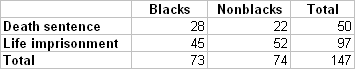 Blacks Nonblacks Total
Death sentence 28 22 50
Life imprisonment 45 52 97
Total 73 74 147